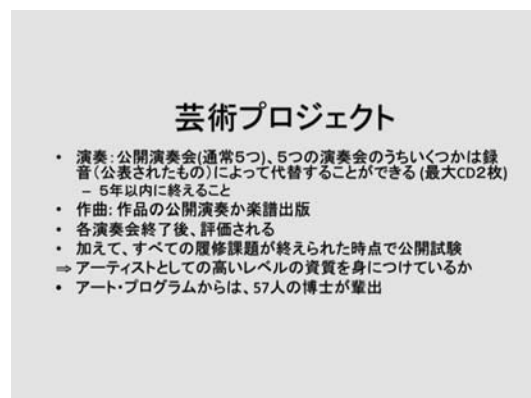 芸術プロジェクト
• 演奏:公開演奏会(通常5つ)、5つの演奏会のうちいくつかは録
音(公表されたもの)によって代替することができる (最大CD2枚)
– 5年以内に終えること
• 作曲: 作品の公開演奏か楽譜出版
• 各演奏会終了後、評価される
• 加えて、すべての履修課題が終えられた時点で公開試験
⇒ アーティストとしての高いレベルの資質を身につけているか
• アート・プログラムからは、57人の博士が輩出